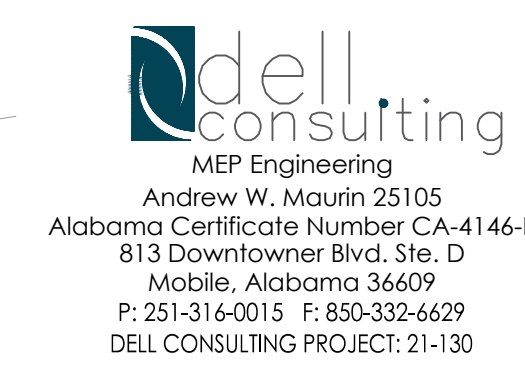 dell
consulting
MEP Engineering
Andrew W. Maurin 25105
Alabama Certificate Number CA-4146-
813 Downtowner Blvd. Ste. D
Mobile, Alabama 36609
P: 251-316-0015 F: 850-332-6629
DELL CONSULTING PROJECT: 21-130